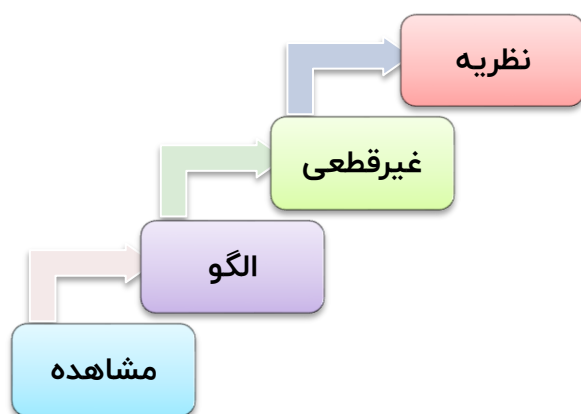 نظریه
غیرقطعی
الگو
مشاهده